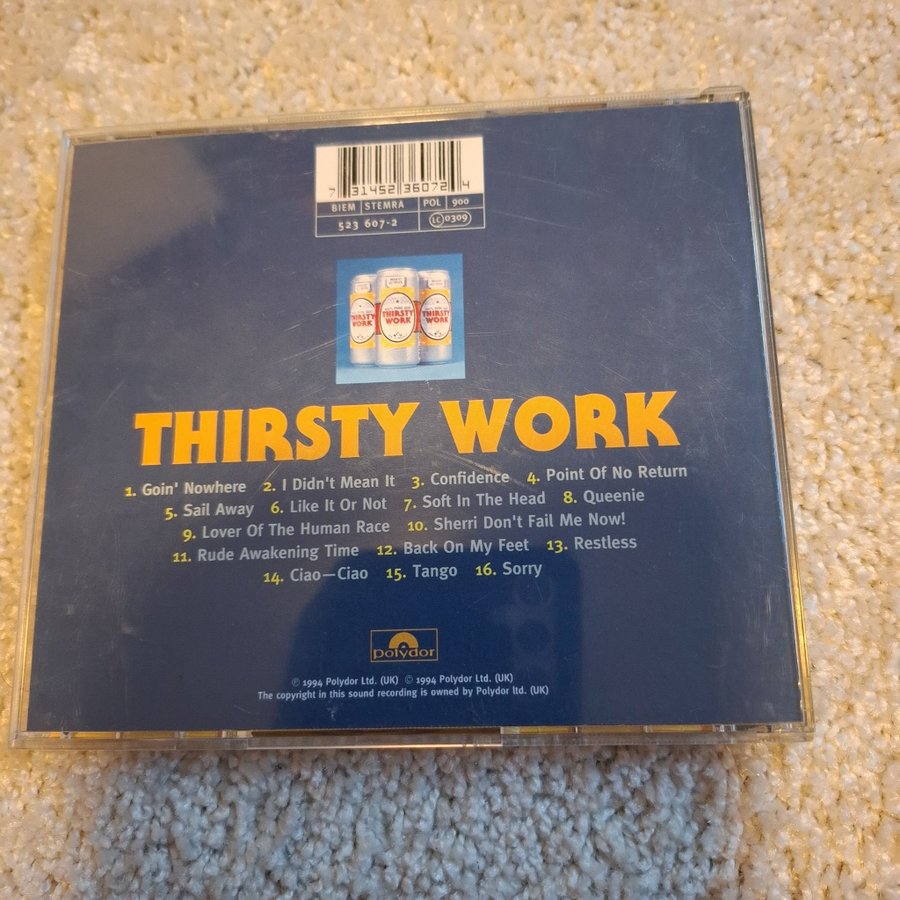 7 31452 36072 4
BIEM STEMRA POL 900
523 607-2 LC 0309
THIRSTY WORK
THIRSTY WORK
THIRSTY WORK
THIRSTY WORK
1. Goin' Nowhere 2. I Didn't Mean It 3. Confidence 4. Point Of No Return
5. Sail Away 6. Like It Or Not 7. Soft In The Head 8. Queenie
9. Lover Of The Human Race 10. Sherri Don't Fail Me Now!
11. Rude Awakening Time 12. Back On My Feet 13. Restless
14. Ciao—Ciao 15. Tango 16. Sorry
polydor
℗ 1994 Polydor Ltd. (UK) © 1994 Polydor Ltd. (UK)
The copyright in this sound recording is owned by Polydor ltd. (UK)